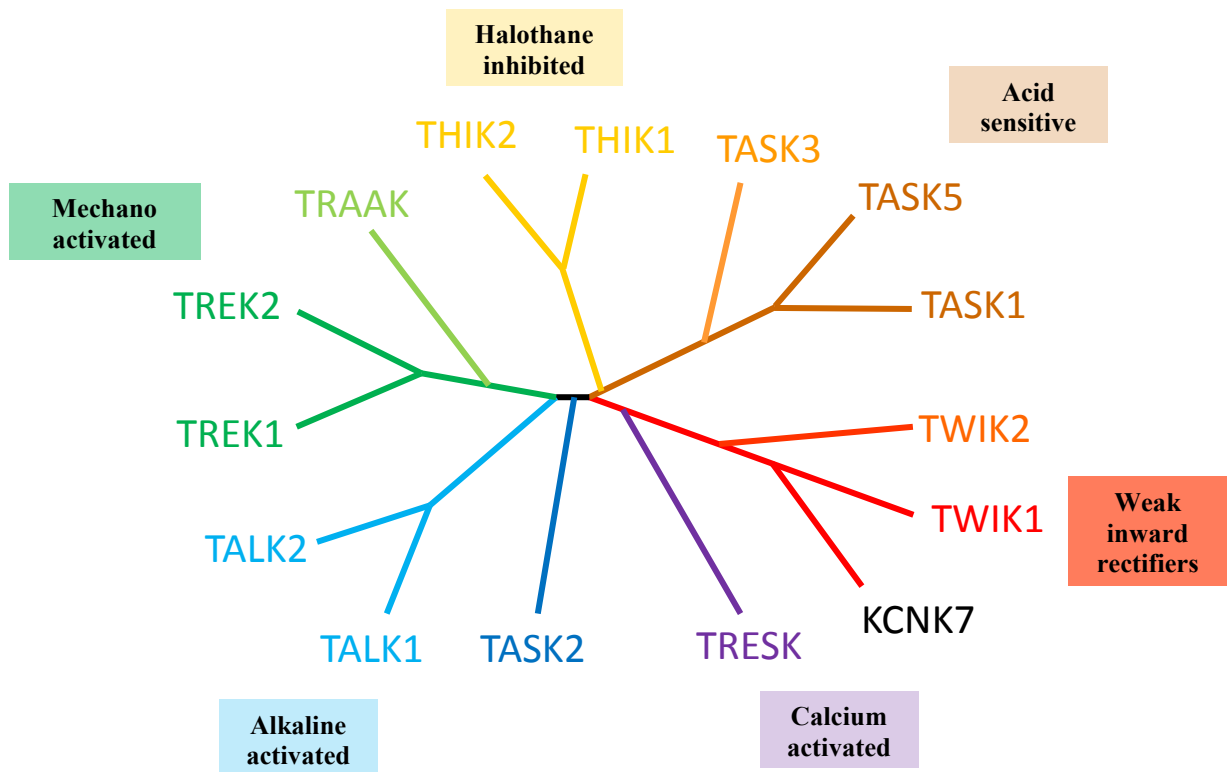 Halothane
inhibited
Acid
sensitive
THIK2
THIK1
TASK3
TRAAK
TASK5
Mechano
activated
TREK2
TASK1
TREK1
TWIK2
TWIK1
Weak
inward
rectifiers
TALK2
KCNK7
TALK1
TASK2
TRESK
Alkaline
activated
Calcium
activated